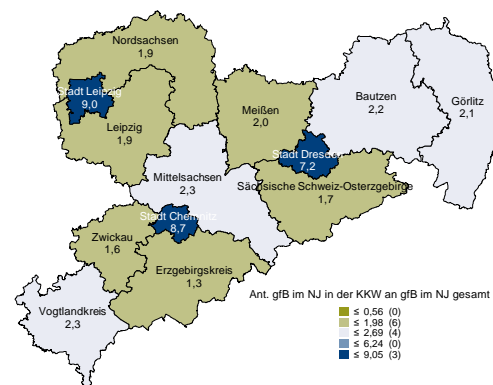 Nordsachsen
1,9
Stadt Leipzig
9,0
Leipzig
1,9
Meißen
2,0
Bautzen
2,2
Görlitz
2,1
Stadt Dresden
7,2
Mittelsachsen
2,3
Sächsische Schweiz-Osterzgebirge
1,7
Stadt Chemnitz
8,7
Zwickau
1,6
Erzgebirgskreis
1,3
Vogtlandkreis
2,3
Ant. gfB im NJ in der KKW an gfB im NJ gesamt
≤ 0,56 (0)
≤ 1,98 (6)
≤ 2,69 (4)
≤ 6,24 (0)
≤ 9,05 (3)